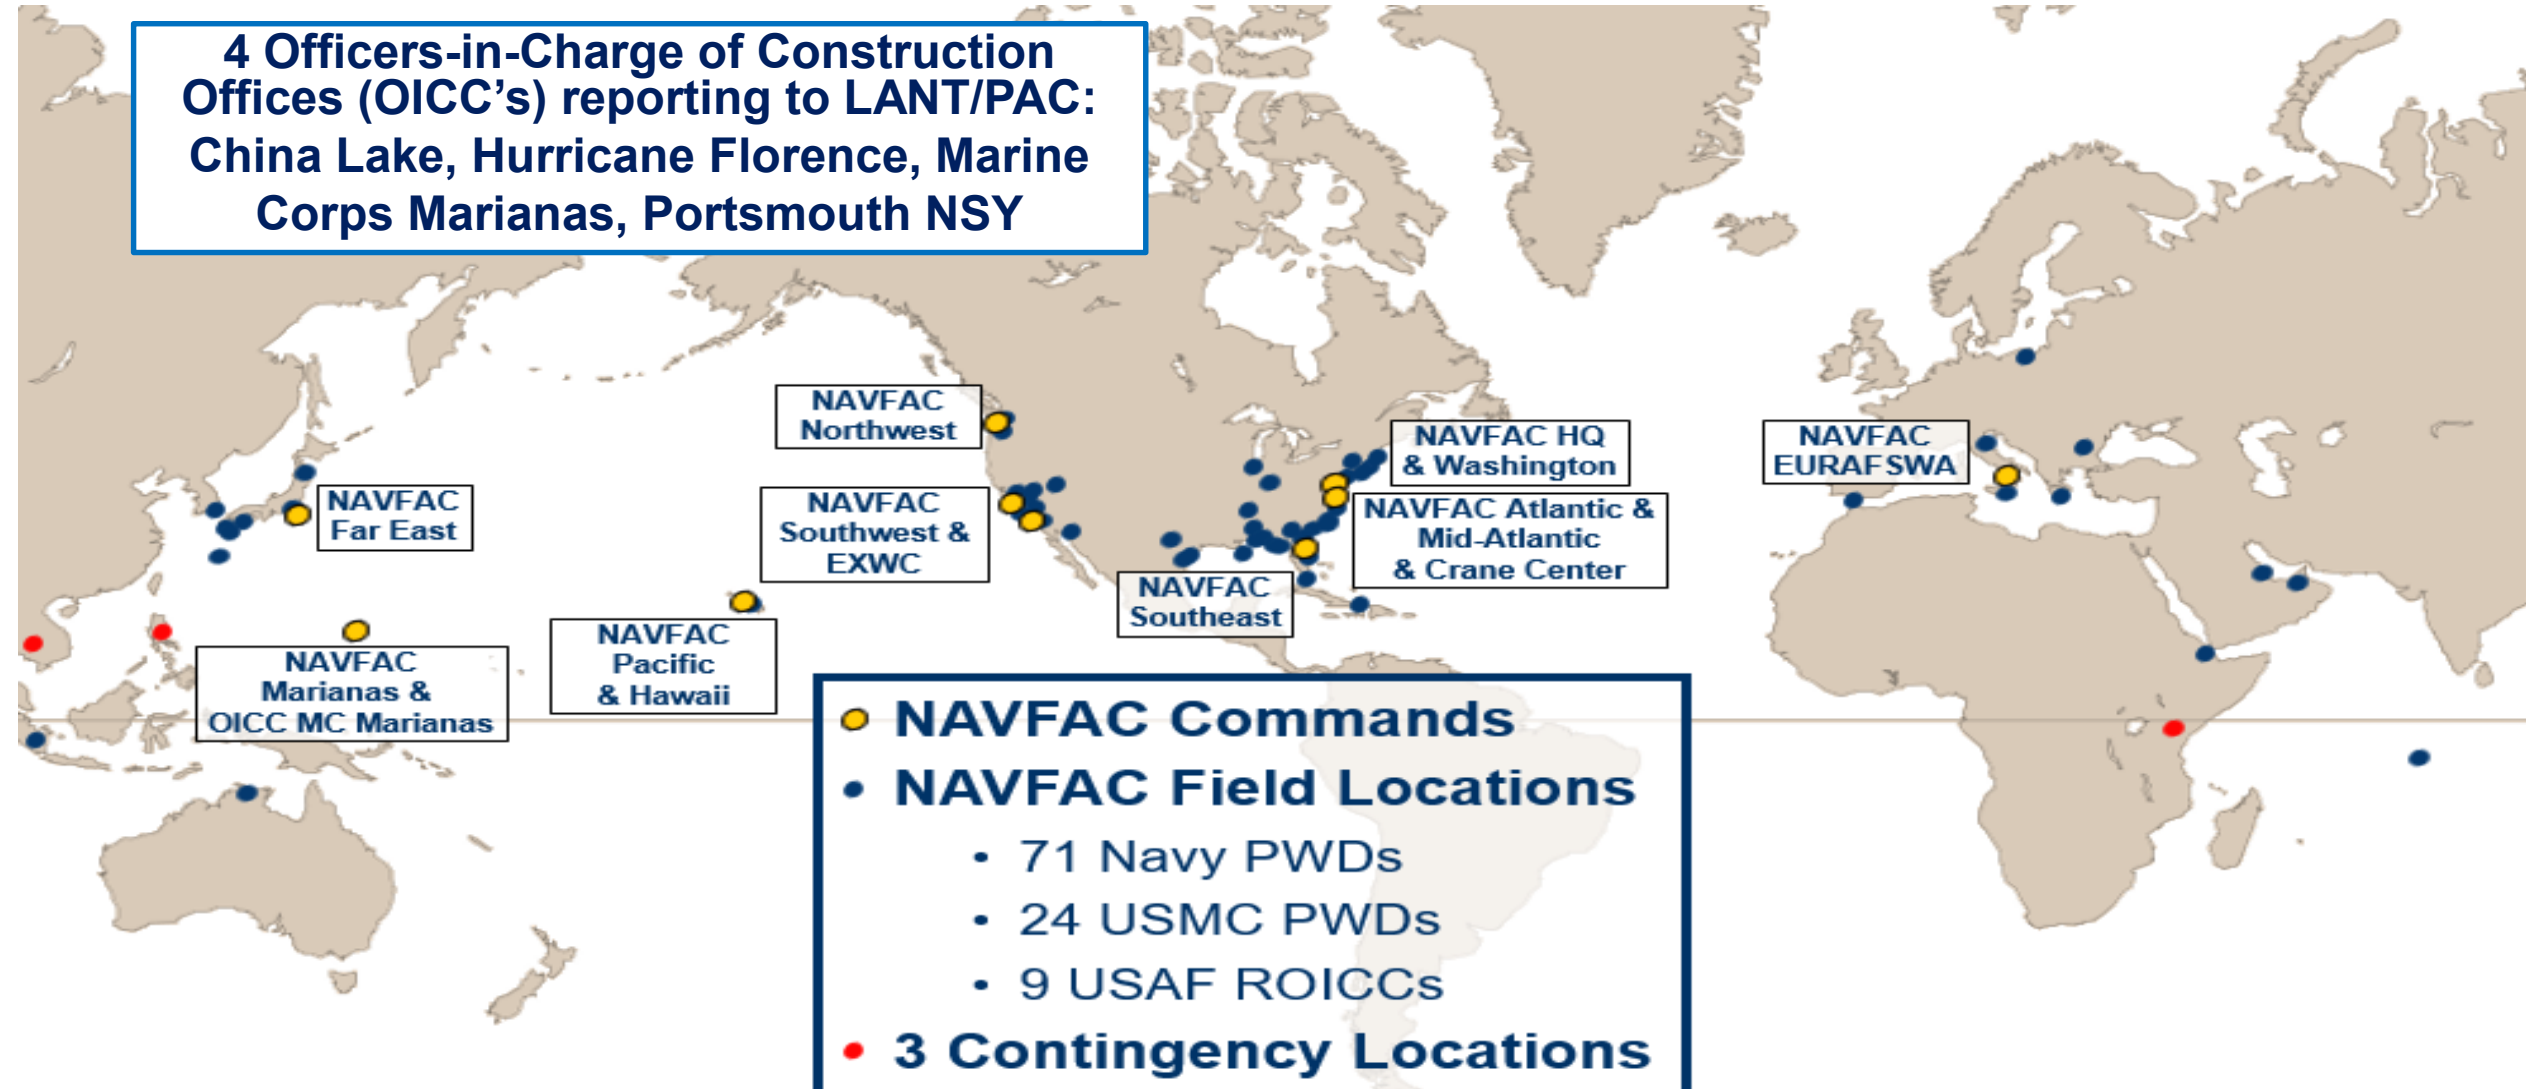 4 Officers-in-Charge of Construction
Offices (OICC's) reporting to LANT/PAC:
China Lake, Hurricane Florence, Marine
Corps Marianas, Portsmouth NSY
NAVFAC
Northwest
NAVFAC HQ
& Washington
NAVFAC
EURAFSWA
NAVFAC
Far East
NAVFAC
Southwest &
EXWC
NAVFAC Atlantic &
Mid-Atlantic
& Crane Center
NAVFAC
Southeast
NAVFAC
Pacific
& Hawaii
NAVFAC
Marianas &
OICC MC Marianas
NAVFAC Commands
• NAVFAC Field Locations
• 71 Navy PWDs
• 24 USMC PWDs
• 9 USAF ROICCs
• 3 Contingency Locations